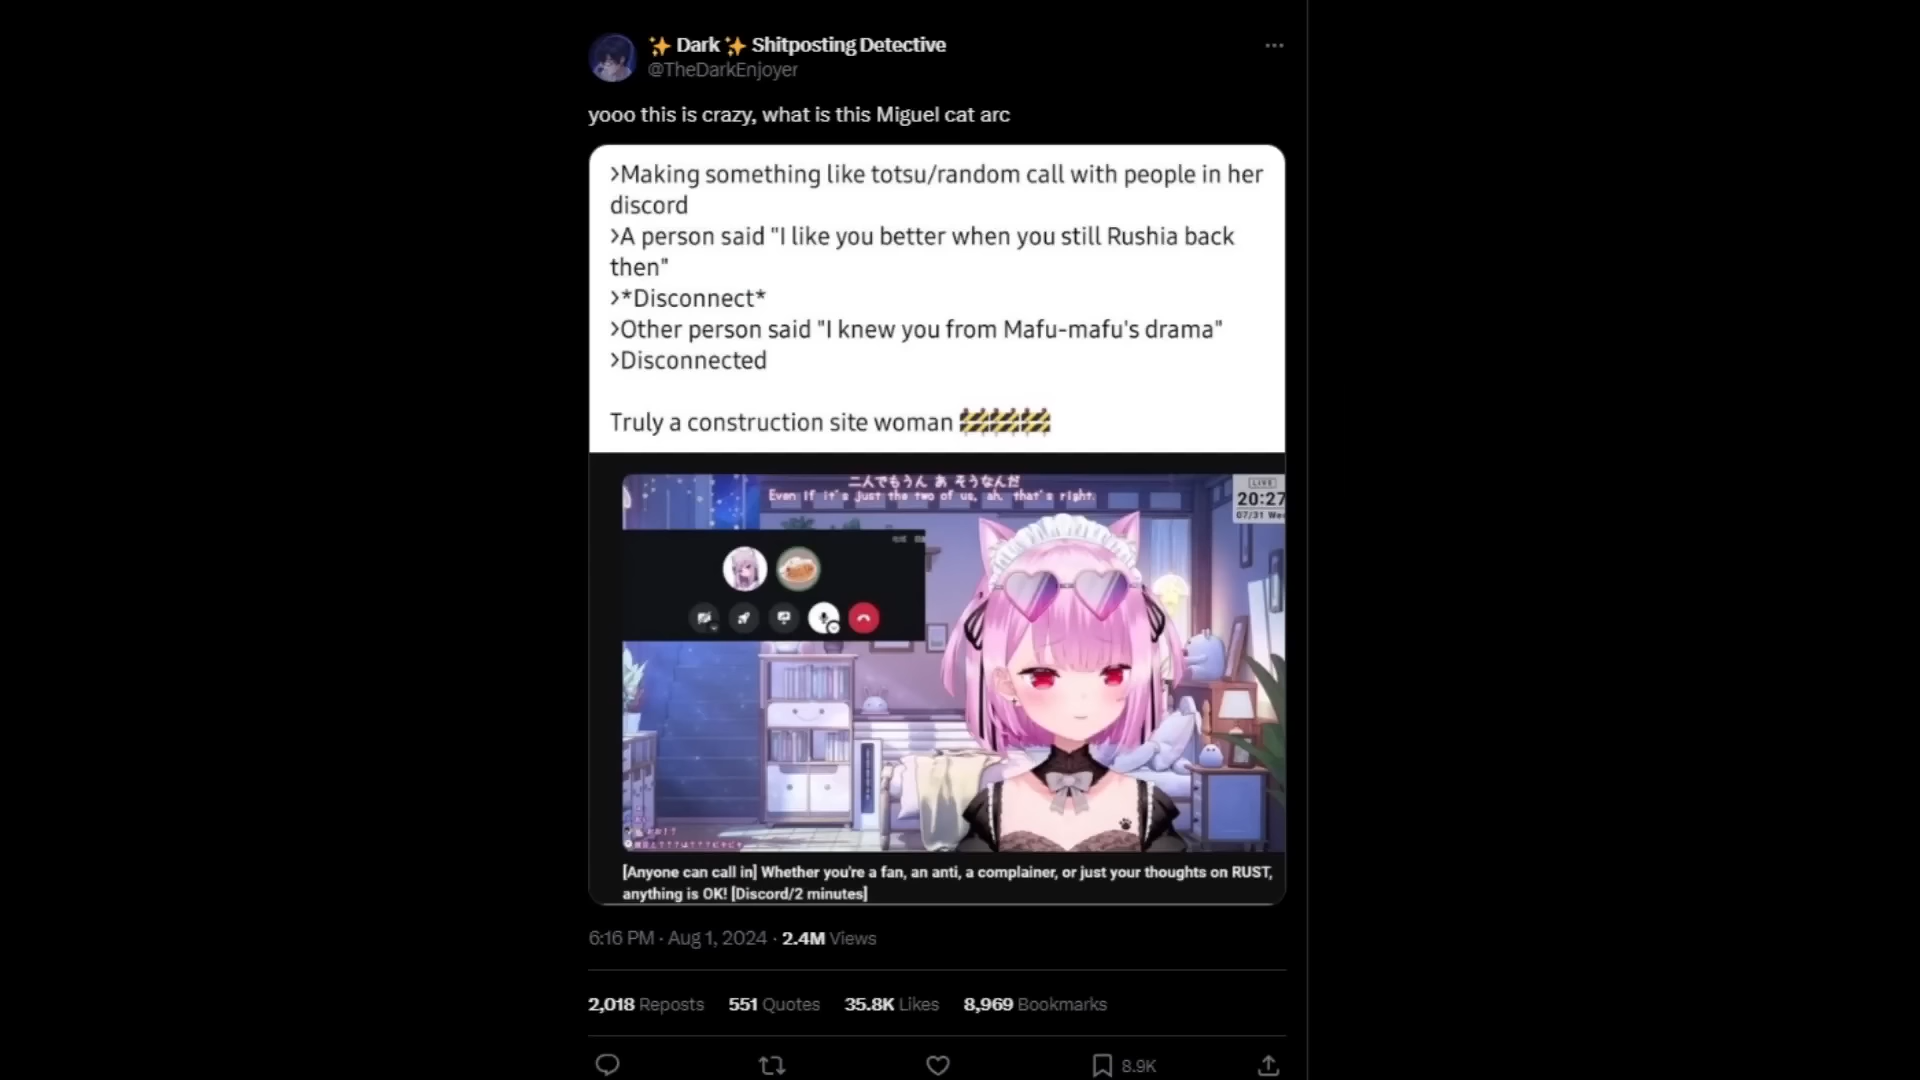 ✨ Dark ✨ Shitposting Detective
@TheDarkEnjoyer
yooo this is crazy, what is this Miguel cat arc
>Making something like totsu/random call with people in her
discord
>A person said "I like you better when you still Rushia back
then"
>*Disconnect*
>Other person said "I knew you from Mafu-mafu's drama"
>Disconnected
Truly a construction site woman 🚧🚧🚧
二人でもうん あ そうなんだ
Even if it's just the two of us, ah, that's right.
LIVE
20:27
07/31 Wed
[Anyone can call in] Whether you're a fan, an anti, a complainer, or just your thoughts on RUST,
anything is OK! [Discord/2 minutes]
6:16 PM · Aug 1, 2024 · 2.4M Views
2,018 Reposts 551 Quotes 35.8K Likes 8,969 Bookmarks
8.9K